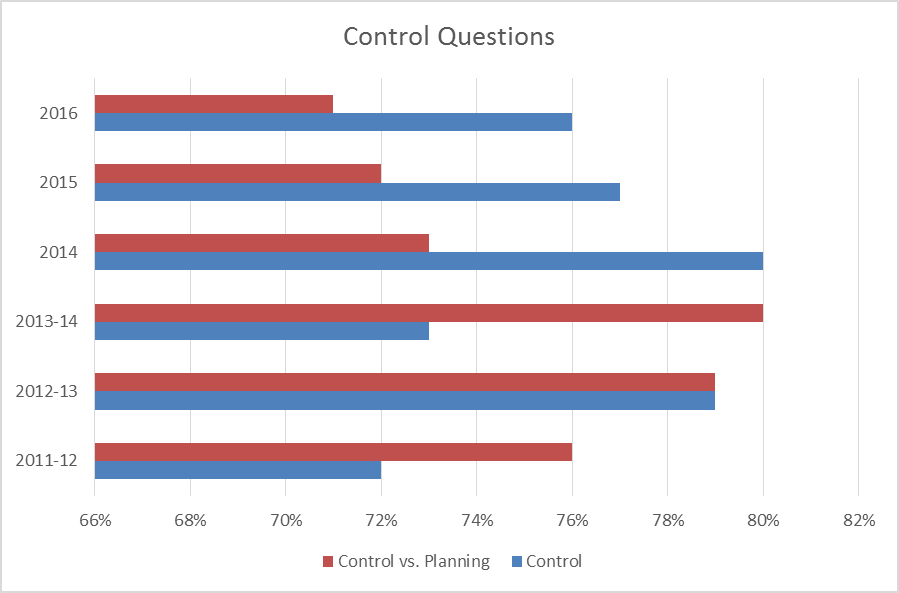 Control Questions
2016
2015
2014
2013-14
2012-13
2011-12
66% 68% 70% 72% 74% 76% 78% 80% 82%
Control vs. Planning Control